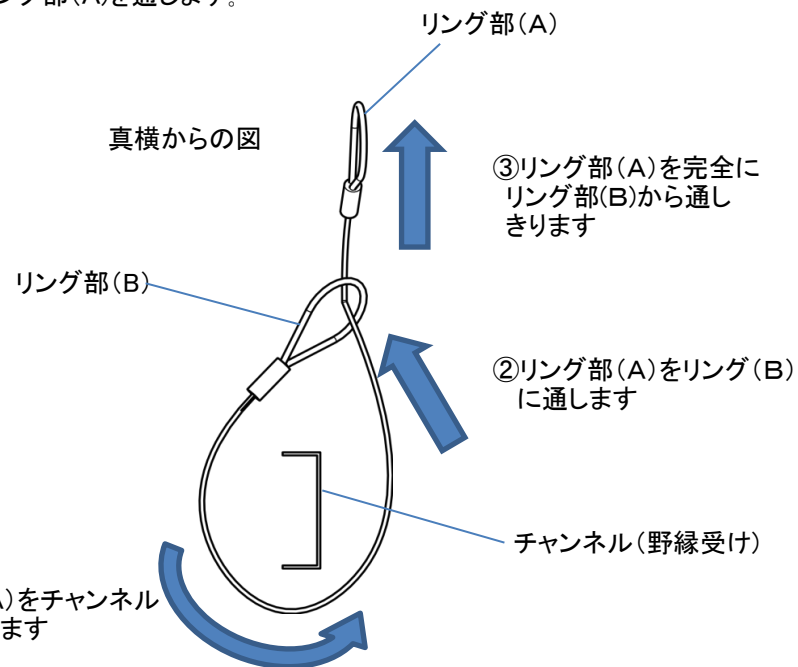 ング部(A)を通します。
リング部(A)
真横からの図
③リング部(A)を完全に
リング部(B)から通し
きります
リング部(B)
②リング部(A)をリング(B)
に通します
チャンネル(野縁受け)
A)をチャンネル
ます